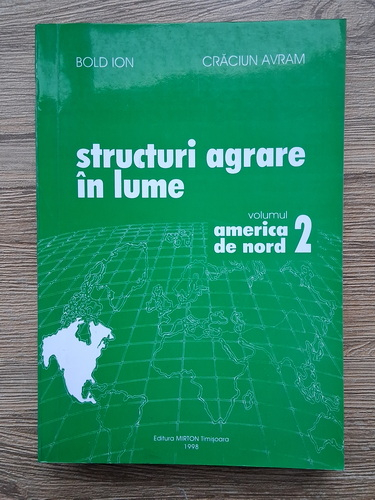 BOLD ION
CRĂCIUN AVRAM
structuri agrare
în lume
volumul
america 2
de nord
Editura MIRTON Timişoara
1998